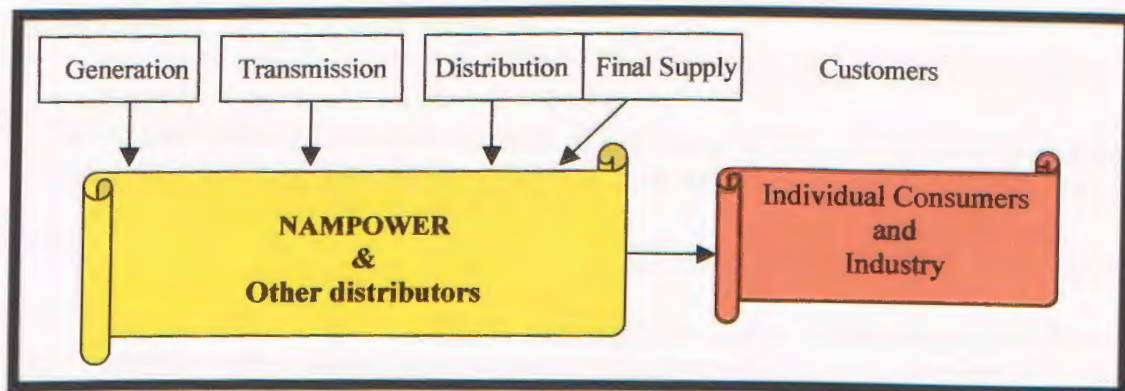 Generation
Transmission
Distribution
Final Supply
Customers
NAMPOWER
&
Other distributors
Individual Consumers
and
Industry